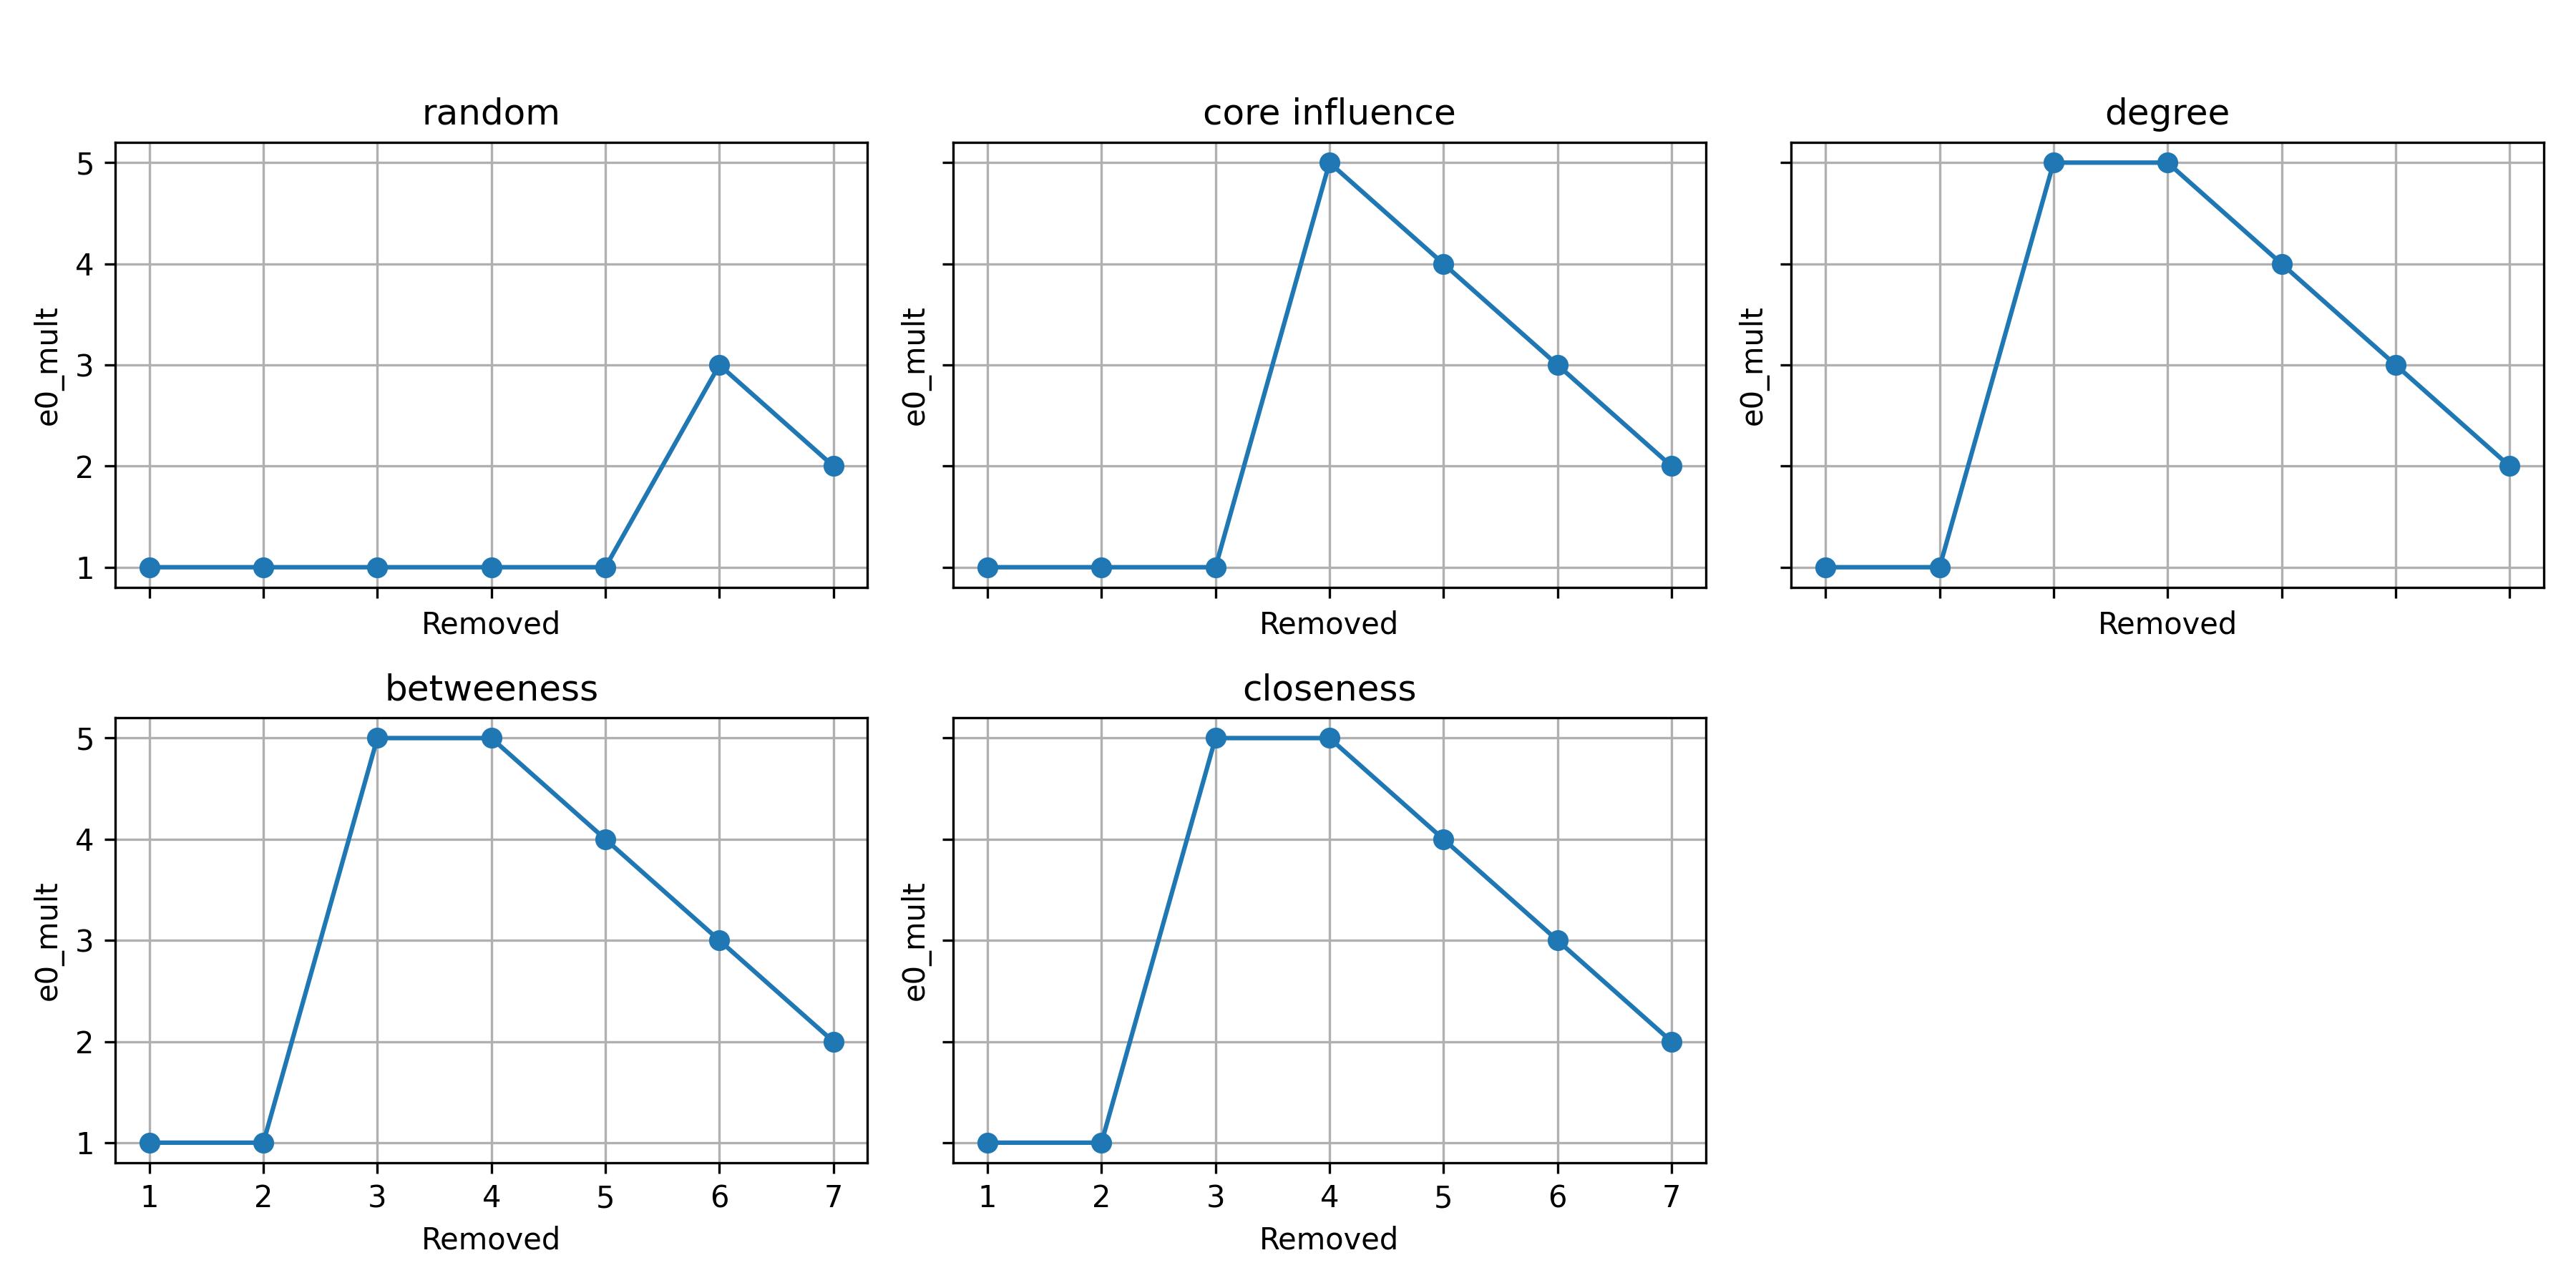 random
5
4
3
2
1
e0_mult
Removed
core influence
e0_mult
Removed
degree
e0_mult
Removed
betweeness
5
4
3
2
1
e0_mult
1 2 3 4 5 6 7
Removed
closeness
e0_mult
1 2 3 4 5 6 7
Removed